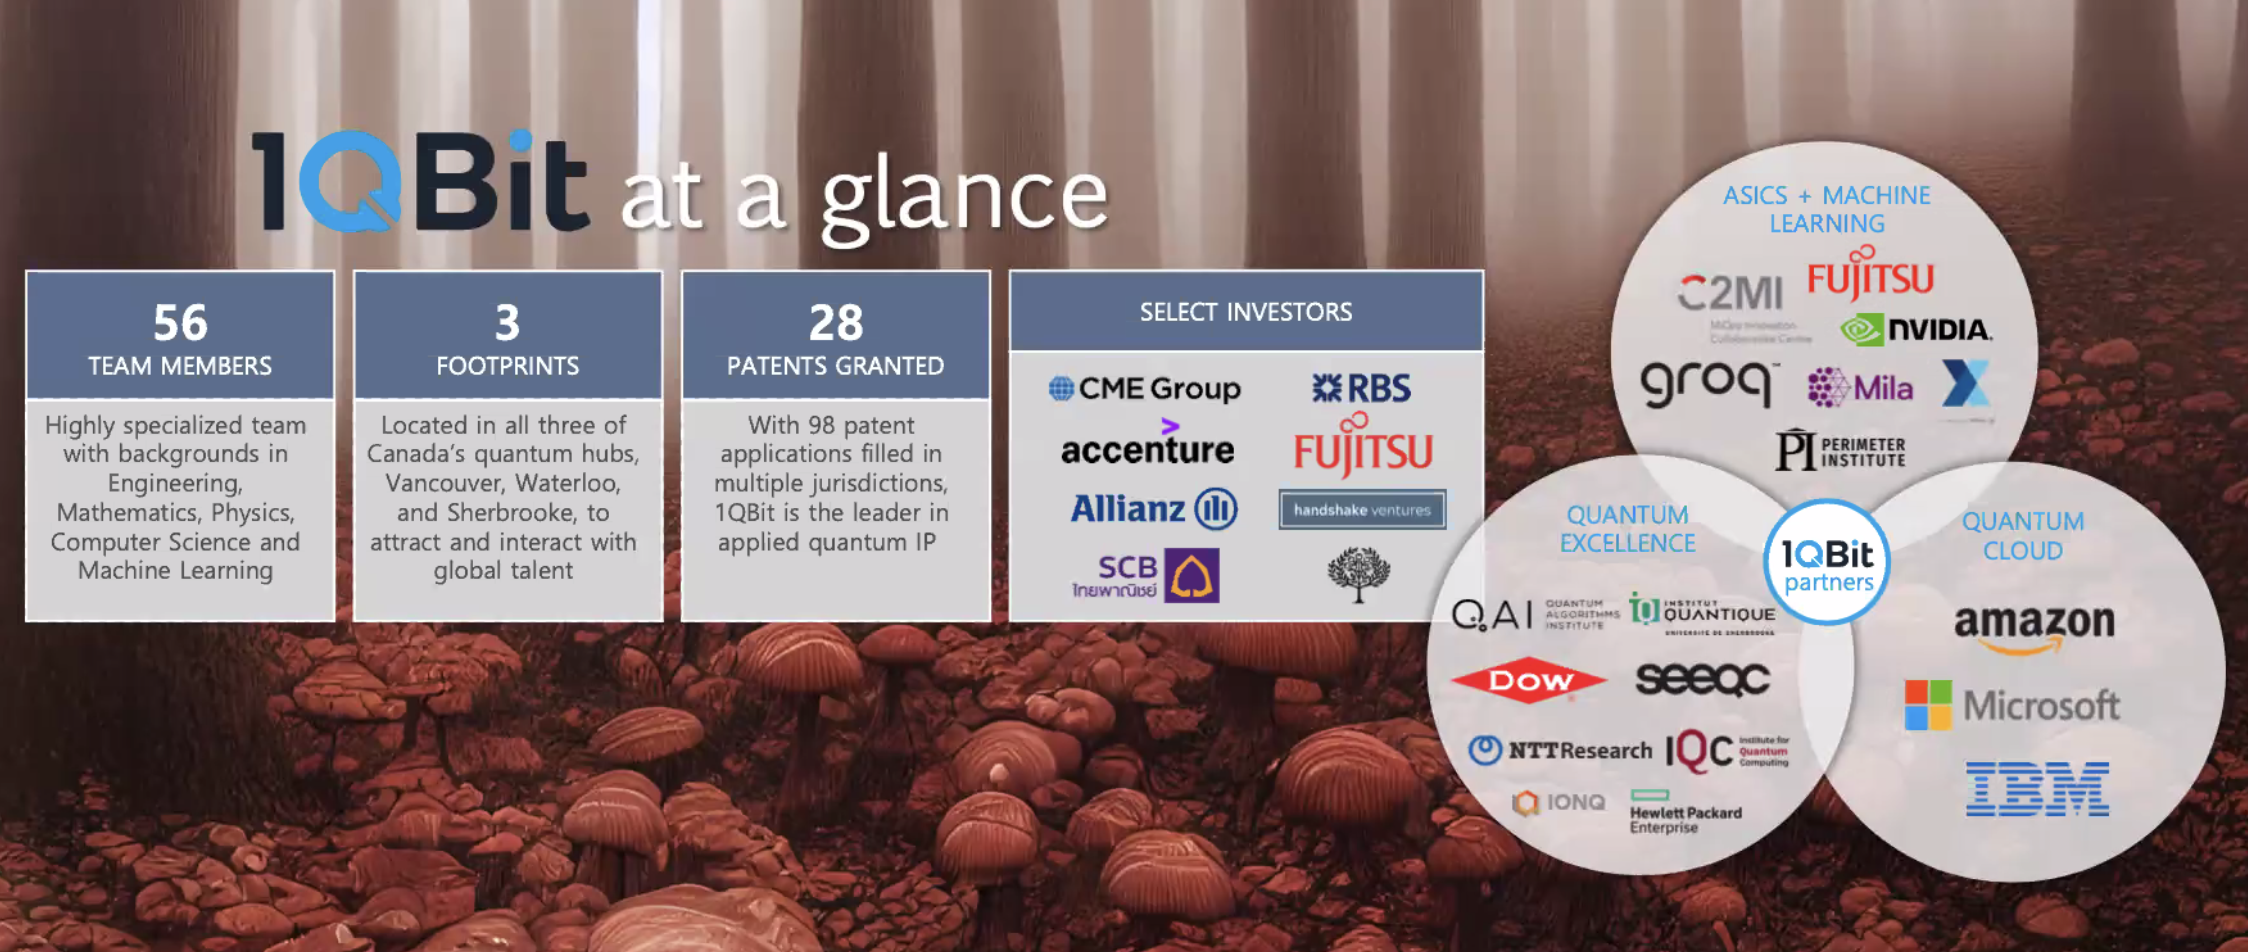 1QBit at a glance
56
TEAM MEMBERS
Highly specialized team
with backgrounds in
Engineering,
Mathematics, Physics,
Computer Science and
Machine Learning
3
FOOTPRINTS
Located in all three of
Canada's quantum hubs,
Vancouver, Waterloo,
and Sherbrooke, to
attract and interact with
global talent
28
PATENTS GRANTED
With 98 patent
applications filled in
multiple jurisdictions,
1QBit is the leader in
applied quantum IP
SELECT INVESTORS
CME Group
RBS
accenture
FUJITSU
Allianz
handshake ventures
SCB
ไทยพาณิชย์
ASICS + MACHINE
LEARNING
C2MI
FUJITSU
NVIDIA.
groq™
Mila
PI PERIMETER
INSTITUTE
QUANTUM
EXCELLENCE
QAI QUANTUM
ALGORITHMS
INSTITUTE
iQ INSTITUT
QUANTIQUE
UNIVERSITÉ DE SHERBROOKE
DOW
seeqc
NTT Research
IQC Institute for
Quantum
Computing
IONQ
Hewlett Packard
Enterprise
1QBit
partners
QUANTUM
CLOUD
amazon
Microsoft
IBM